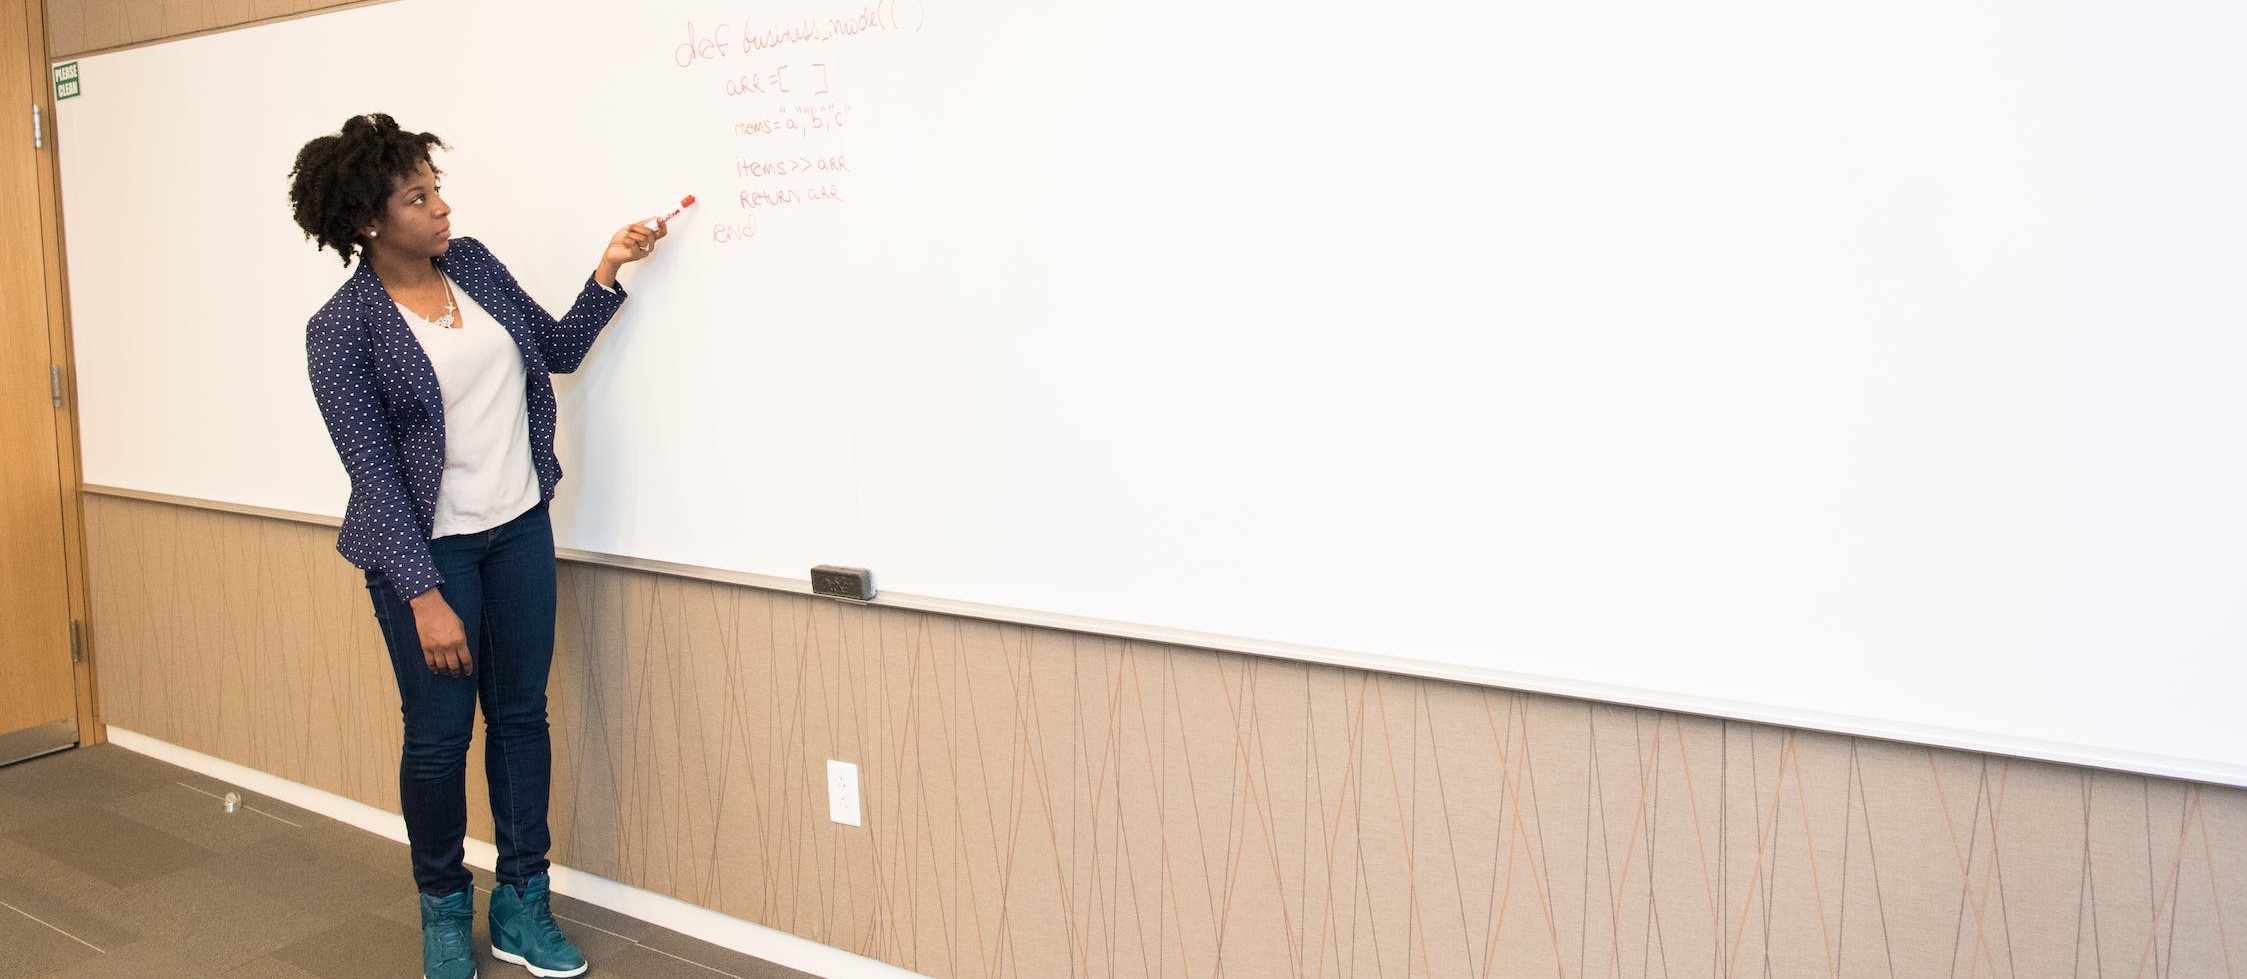 PLEASE
CLEAN
def business_model( )
arr=[ ]
items="a","b","c"
items>>arr
return arr
end